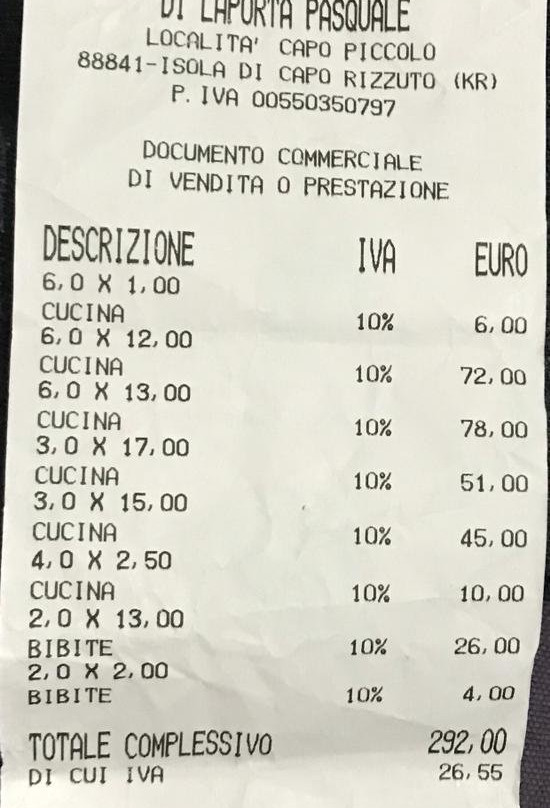 DI LAPORTA PASQUALE
LOCALITA' CAPO PICCOLO
88841-ISOLA DI CAPO RIZZUTO (KR)
P. IVA 00550350797
DOCUMENTO COMMERCIALE
DI VENDITA O PRESTAZIONE
DESCRIZIONE IVA EURO
6,0 X 1,00
CUCINA 10% 6,00
6,0 X 12,00
CUCINA 10% 72,00
6,0 X 13,00
CUCINA 10% 78,00
3,0 X 17,00
CUCINA 10% 51,00
3,0 X 15,00
CUCINA 10% 45,00
4,0 X 2,50
CUCINA 10% 10,00
2,0 X 13,00
BIBITE 10% 26,00
2,0 X 2,00
BIBITE 10% 4,00
TOTALE COMPLESSIVO 292,00
DI CUI IVA 26,55